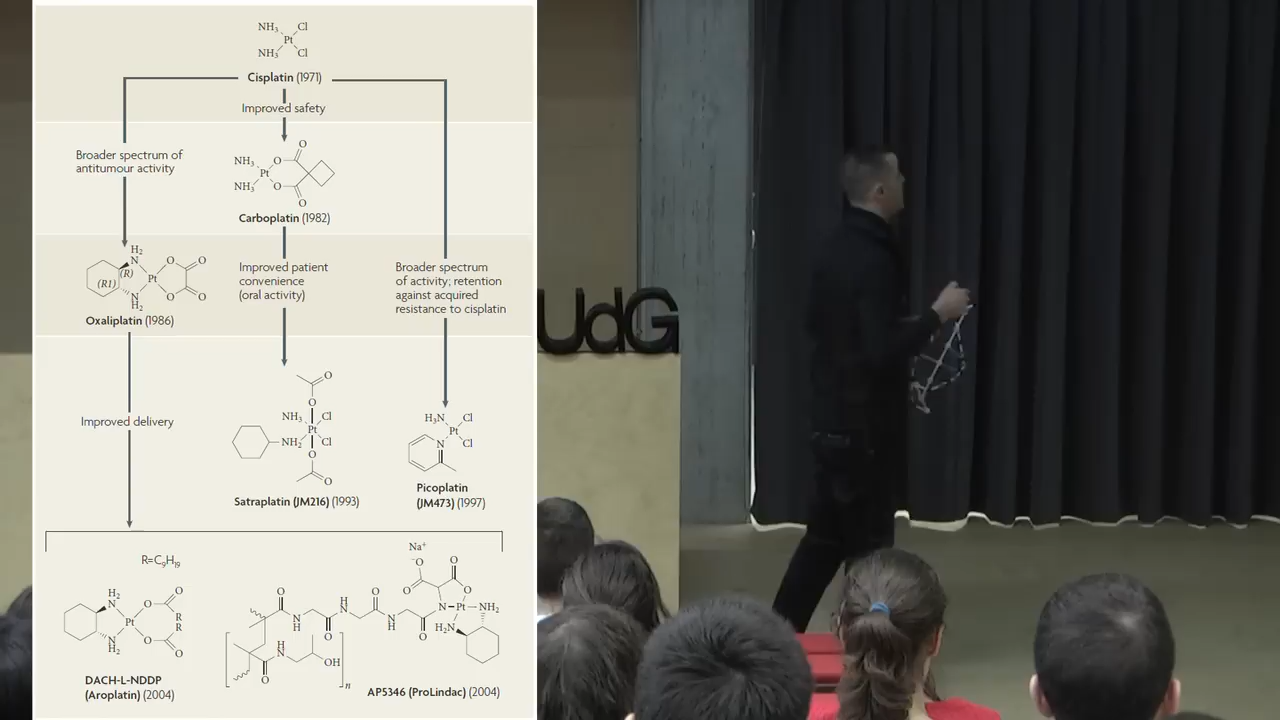 NH₃ Cl
Pt
NH₃ Cl
Cisplatin (1971)
Improved safety
Broader spectrum of
antitumour activity
NH₃ O O
Pt
NH₃ O O
Carboplatin (1982)
H₂
N O O
(R) Pt
(R1)
N O O
H₂
Oxaliplatin (1986)
Improved patient
convenience
(oral activity)
Broader spectrum
of activity; retention
against acquired
resistance to cisplatin
UdG
Improved delivery
O
O
NH₃ Cl
Pt
NH₂ Cl
O
O
Satraplatin (JM216) (1993)
H₃N Cl
Pt
N Cl
Picoplatin
(JM473) (1997)
R=C₉H₁₉
H₂
N O O
Pt R
R
N O O
H₂
DACH-L-NDDP
(Aroplatin) (2004)
Na⁺
⁻O O
O
O H O N Pt NH₂
N N H₂N
H O H O
H
N
O OH
n
AP5346 (ProLindac) (2004)